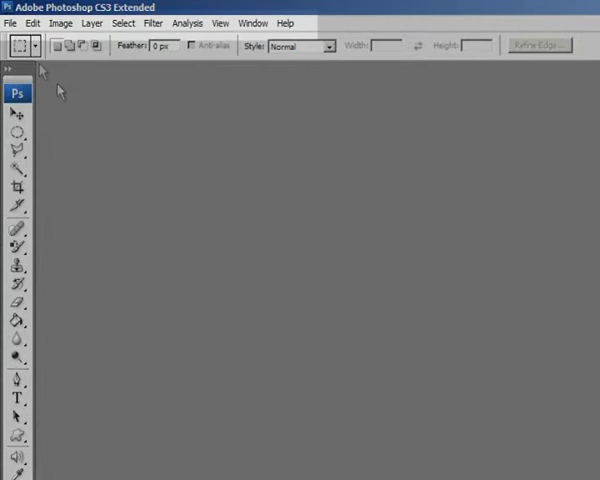 Ps Adobe Photoshop CS3 Extended
File Edit Image Layer Select Filter Analysis View Window Help
Feather: 0 px Anti-alias Style: Normal Width: Height: Refine Edge...
Ps
T